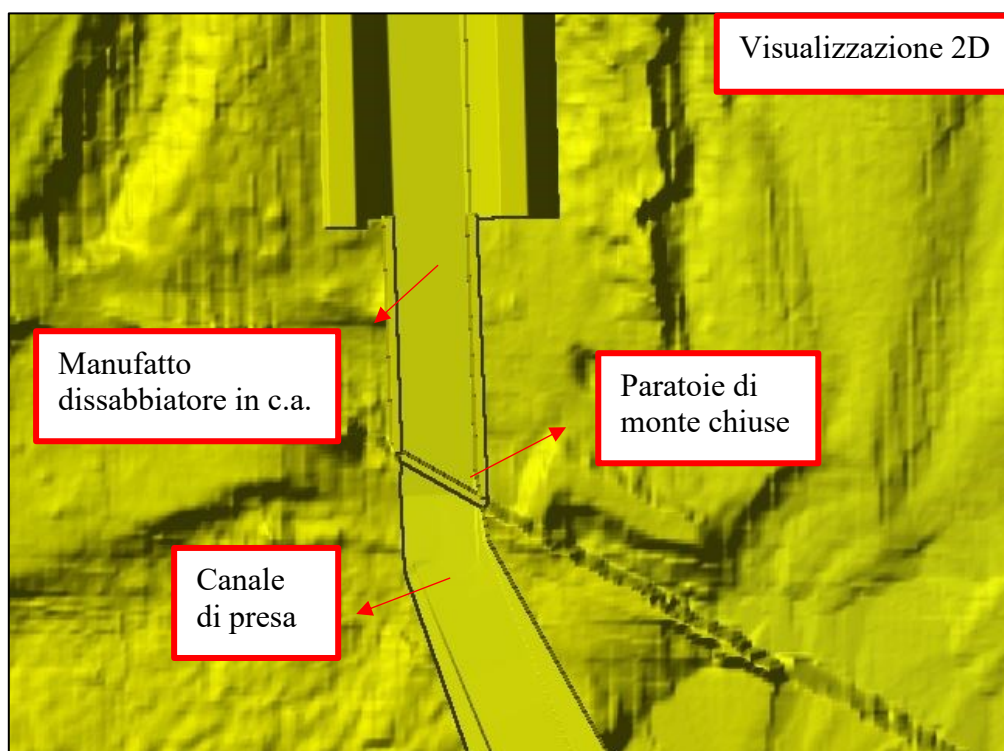 Visualizzazione 2D
Manufatto
dissabbiatore in c.a.
Paratoie di
monte chiuse
Canale
di presa